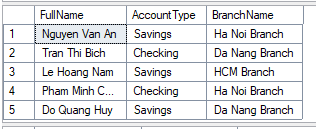 FullName AccountType BranchName
1 Nguyen Van An Savings Ha Noi Branch
2 Tran Thi Bich Checking Da Nang Branch
3 Le Hoang Nam Savings HCM Branch
4 Pham Minh C... Checking Ha Noi Branch
5 Do Quang Huy Savings Da Nang Branch